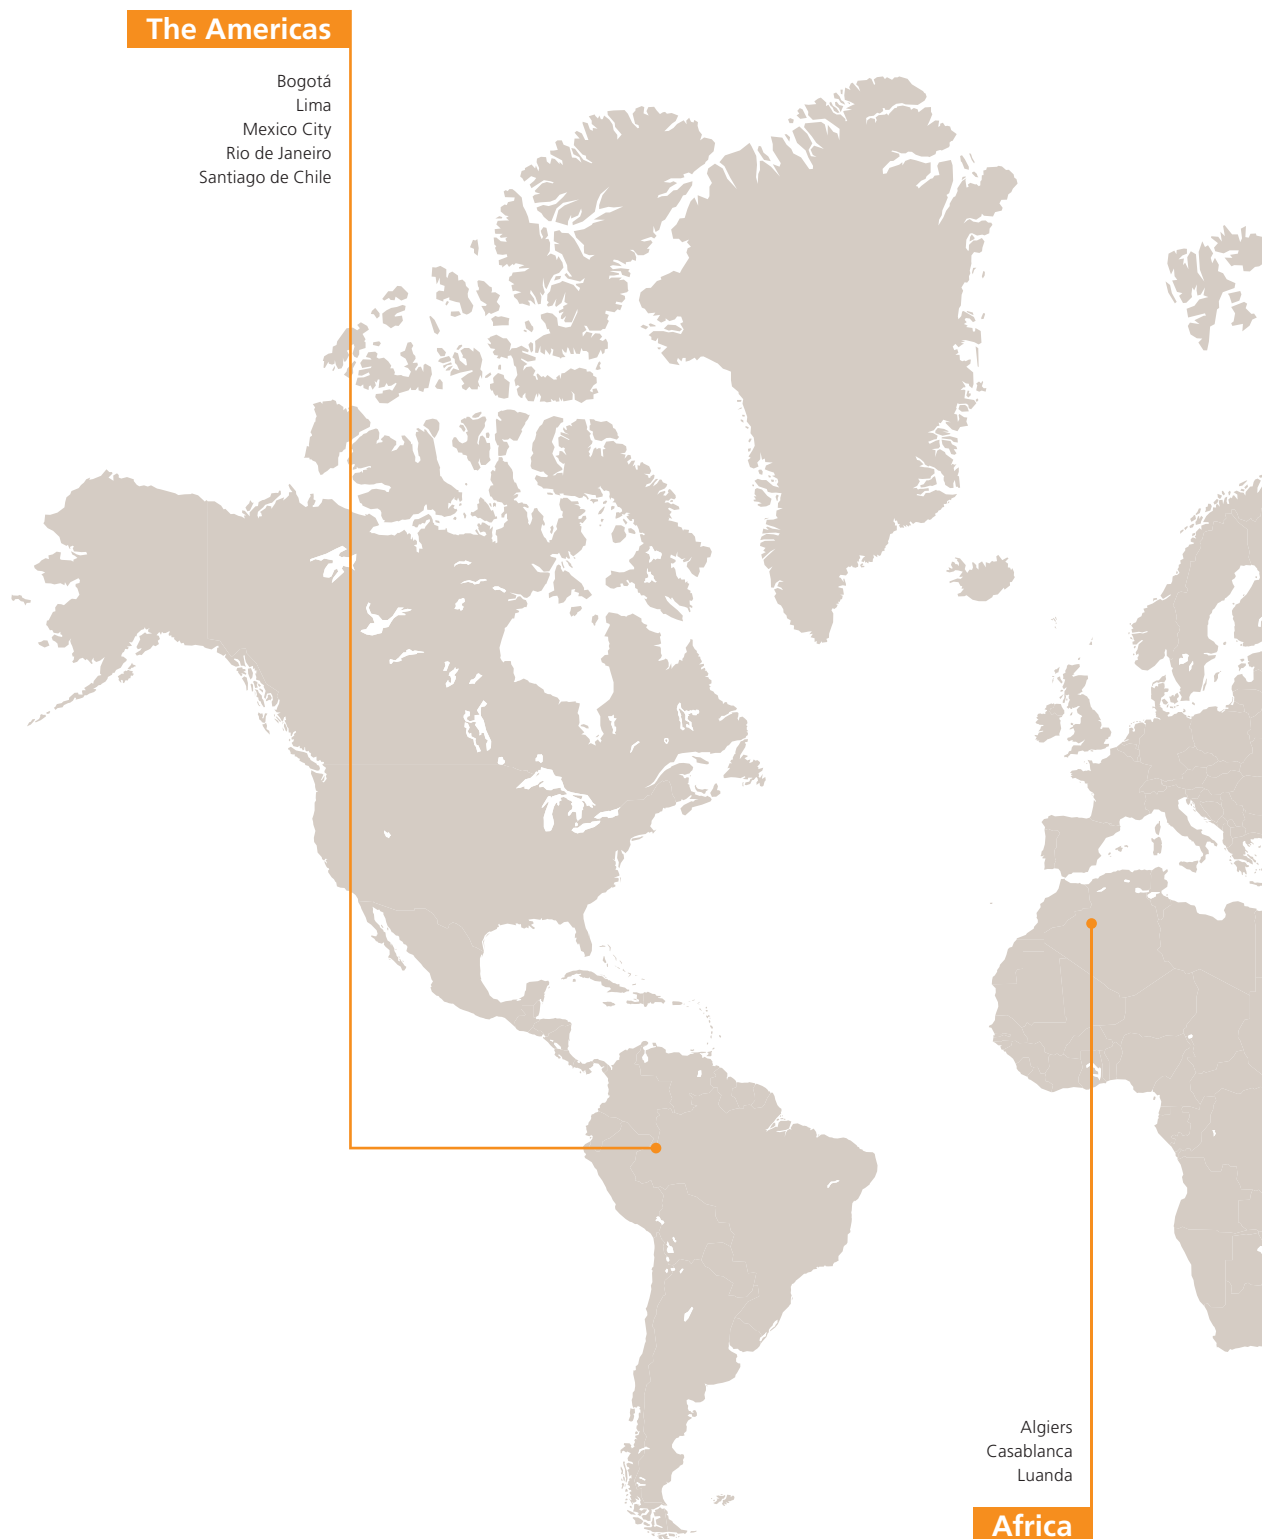 The Americas
Bogotá
Lima
Mexico City
Rio de Janeiro
Santiago de Chile
Algiers
Casablanca
Luanda
Africa